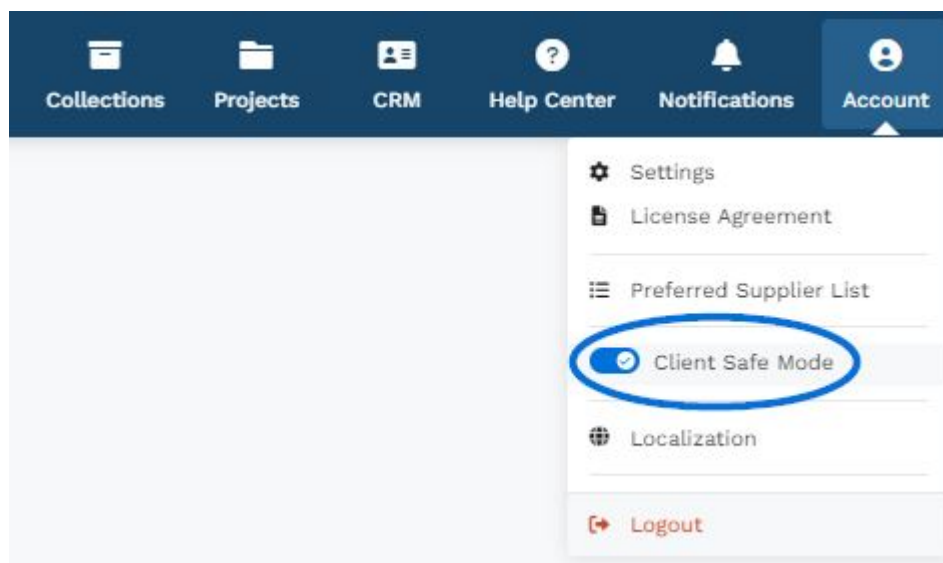 Collections Projects CRM Help Center Notifications Account
Settings
License Agreement
Preferred Supplier List
Client Safe Mode
Localization
Logout